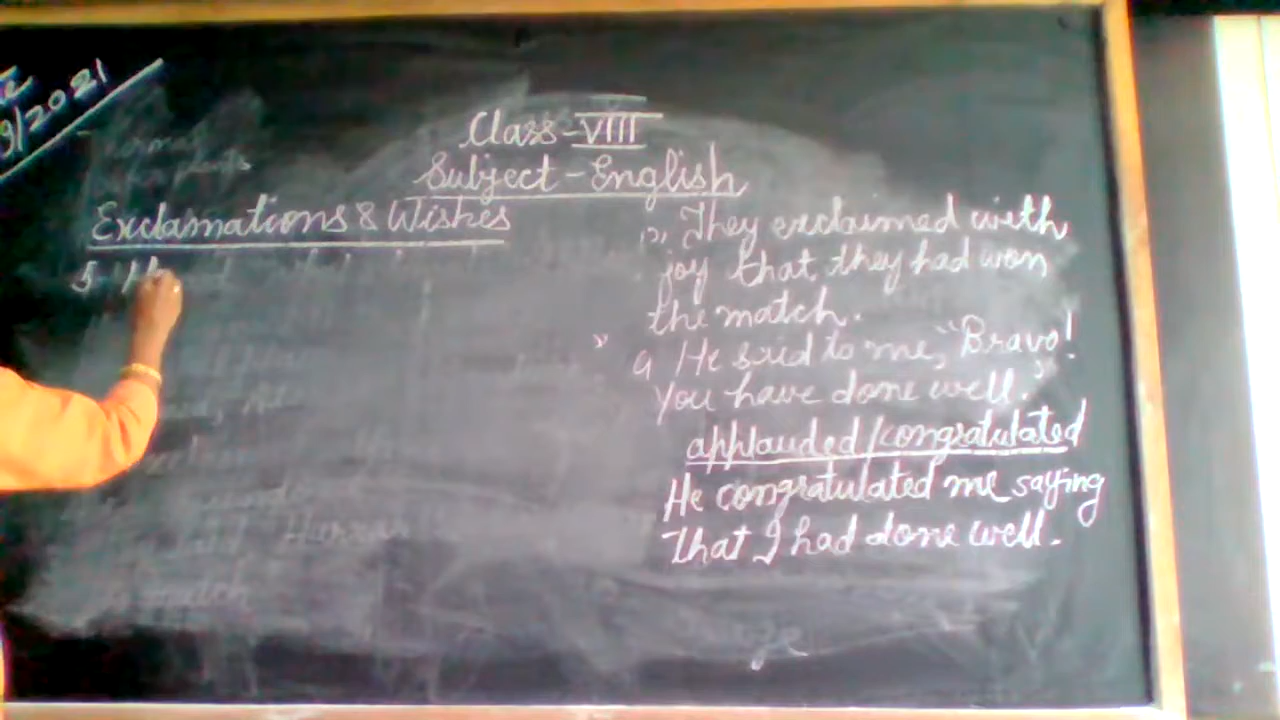 9/2021
Class-VIII
Subject-English
Exclamations & Wishes
5.
They exclaimed with
joy that they had won
the match.
He said to me, "Bravo!
You have done well."
applauded/congratulated
He congratulated me saying
that I had done well.